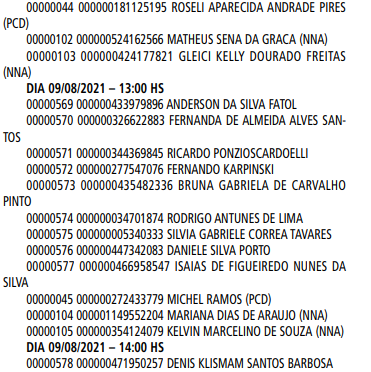 00000044 000000181125195 ROSELI APARECIDA ANDRADE PIRES
(PCD)
00000102 000000524162566 MATHEUS SENA DA GRACA (NNA)
00000103 000000424177821 GLEICI KELLY DOURADO FREITAS
(NNA)
DIA 09/08/2021 – 13:00 HS
00000569 000000433979896 ANDERSON DA SILVA FATOL
00000570 000000326622883 FERNANDA DE ALMEIDA ALVES SAN-
TOS
00000571 000000344369845 RICARDO PONZIOSCARDOELLI
00000572 000000277547076 FERNANDO KARPINSKI
00000573 000000435482336 BRUNA GABRIELA DE CARVALHO
PINTO
00000574 000000034701874 RODRIGO ANTUNES DE LIMA
00000575 000000005340333 SILVIA GABRIELE CORREA TAVARES
00000576 000000447342083 DANIELE SILVA PORTO
00000577 000000466958547 ISAIAS DE FIGUEIREDO NUNES DA
SILVA
00000045 000000272433779 MICHEL RAMOS (PCD)
00000104 000001149552204 MARIANA DIAS DE ARAUJO (NNA)
00000105 000000354124079 KELVIN MARCELINO DE SOUZA (NNA)
DIA 09/08/2021 – 14:00 HS
00000578 000000471950257 DENIS KLISMAM SANTOS BARBOSA